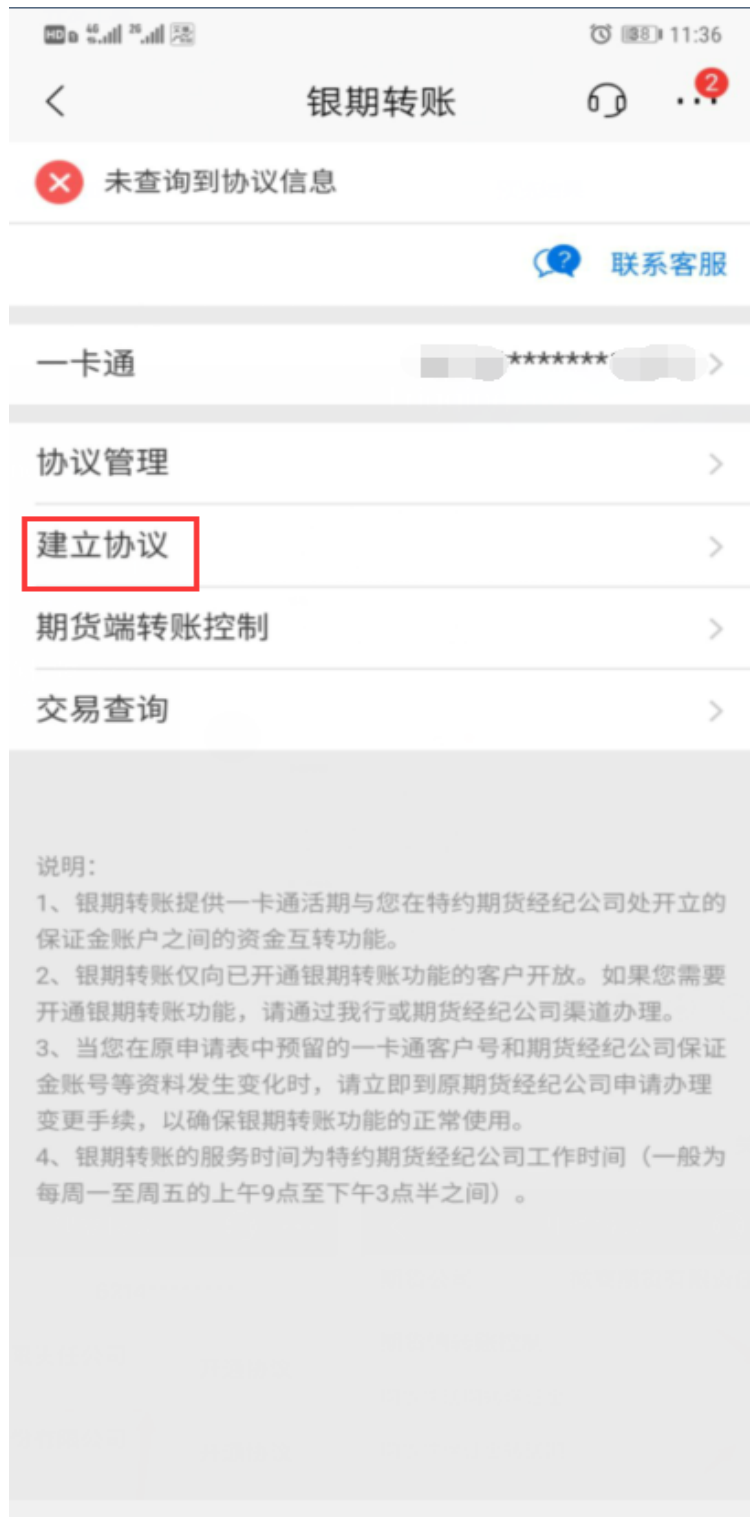 HD 4G 2G 38 11:36
银期转账 2
未查询到协议信息
? 联系客服
一卡通 ********
协议管理
建立协议
期货端转账控制
交易查询
说明：
1、银期转账提供一卡通活期与您在特约期货经纪公司处开立的
保证金账户之间的资金互转功能。
2、银期转账仅向已开通银期转账功能的客户开放。如果您需要
开通银期转账功能，请通过我行或期货经纪公司渠道办理。
3、当您在原申请表中预留的一卡通客户号和期货经纪公司保证
金账号等资料发生变化时，请立即到原期货经纪公司申请办理
变更手续，以确保银期转账功能的正常使用。
4、银期转账的服务时间为特约期货经纪公司工作时间（一般为
每周一至周五的上午9点至下午3点半之间）。